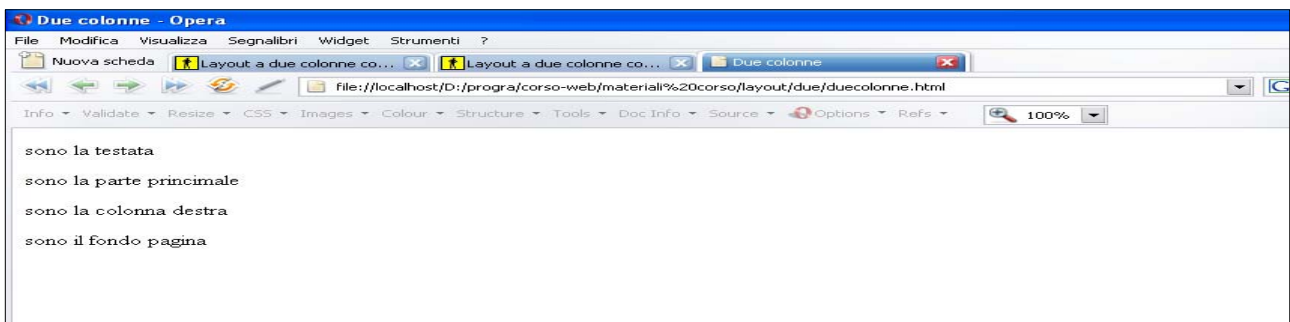 Due colonne - Opera
File Modifica Visualizza Segnalibri Widget Strumenti ?
Nuova scheda Layout a due colonne co... Layout a due colonne co... Due colonne
file://localhost/D:/progra/corso-web/materiali%20corso/layout/due/duecolonne.html G
Info Validate Resize CSS Images Colour Structure Tools Doc Info Source Options Refs 100%
sono la testata
sono la parte princimale
sono la colonna destra
sono il fondo pagina